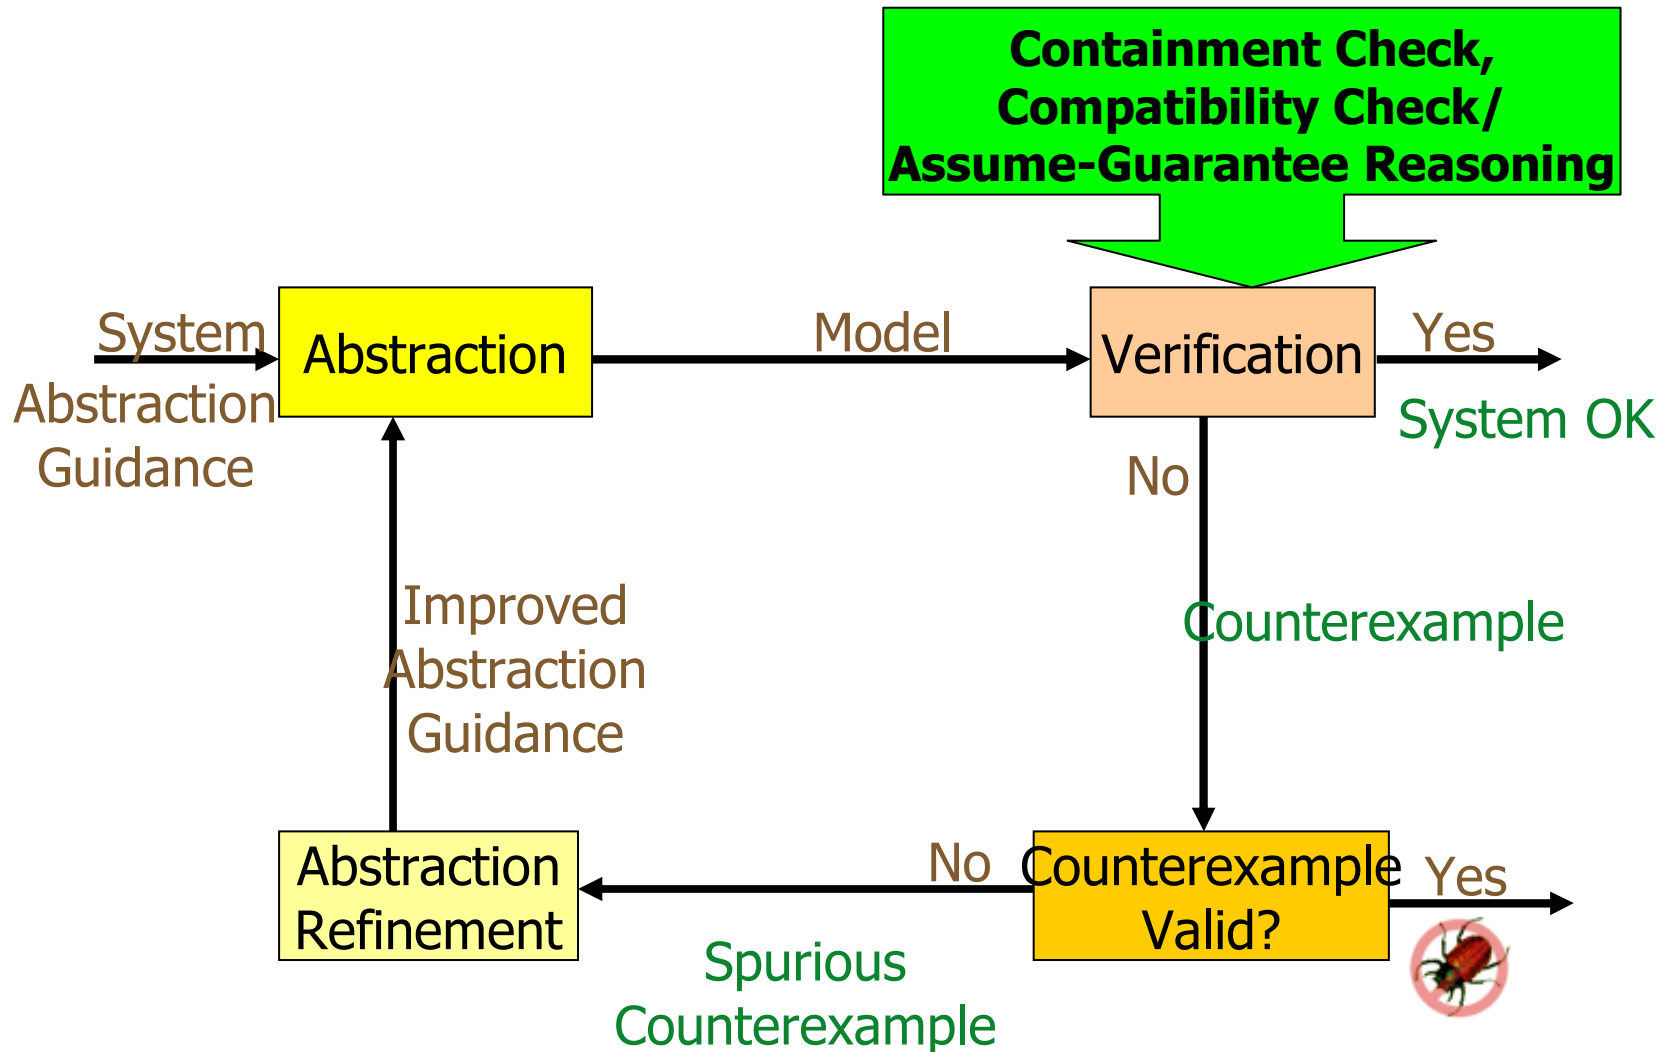 Containment Check,
Compatibility Check/
Assume-Guarantee Reasoning
System
Abstraction
Guidance
Abstraction
Model
Verification
Yes
System OK
No
Counterexample
Improved
Abstraction
Guidance
Abstraction
Refinement
No
Spurious
Counterexample
Counterexample
Valid?
Yes